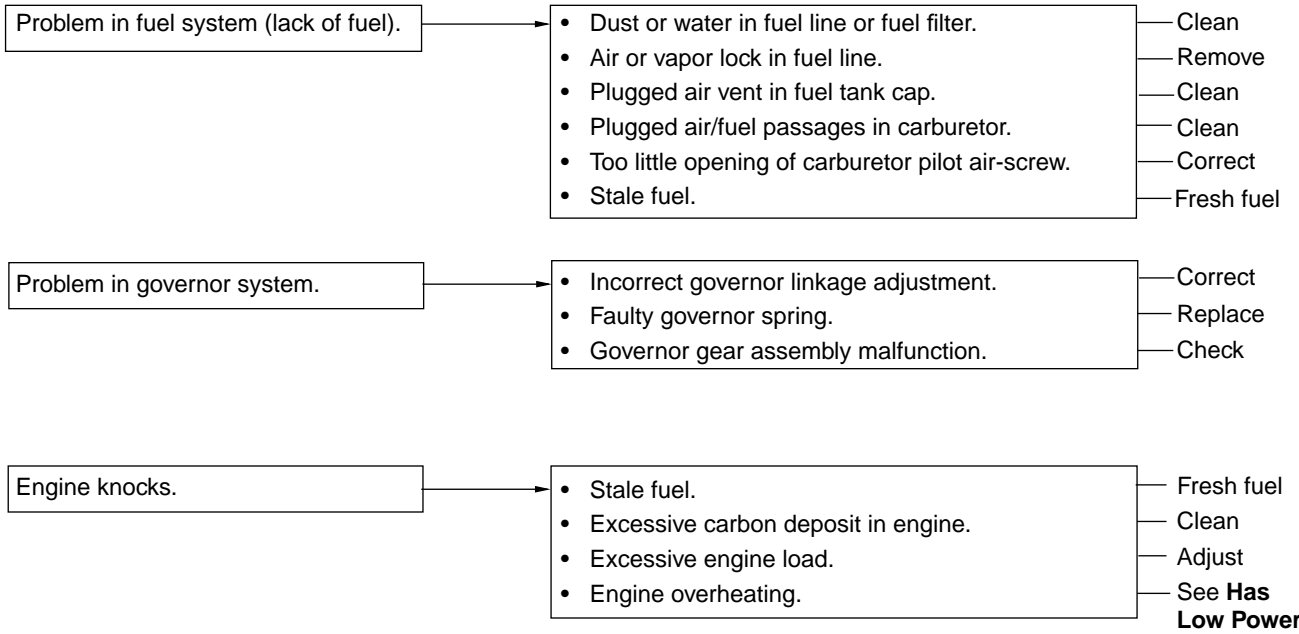 Problem in fuel system (lack of fuel).
• Dust or water in fuel line or fuel filter. Clean
• Air or vapor lock in fuel line. Remove
• Plugged air vent in fuel tank cap. Clean
• Plugged air/fuel passages in carburetor. Clean
• Too little opening of carburetor pilot air-screw. Correct
• Stale fuel. Fresh fuel
Problem in governor system.
• Incorrect governor linkage adjustment. Correct
• Faulty governor spring. Replace
• Governor gear assembly malfunction. Check
Engine knocks.
• Stale fuel. Fresh fuel
• Excessive carbon deposit in engine. Clean
• Excessive engine load. Adjust
• Engine overheating. See Has
Low Power